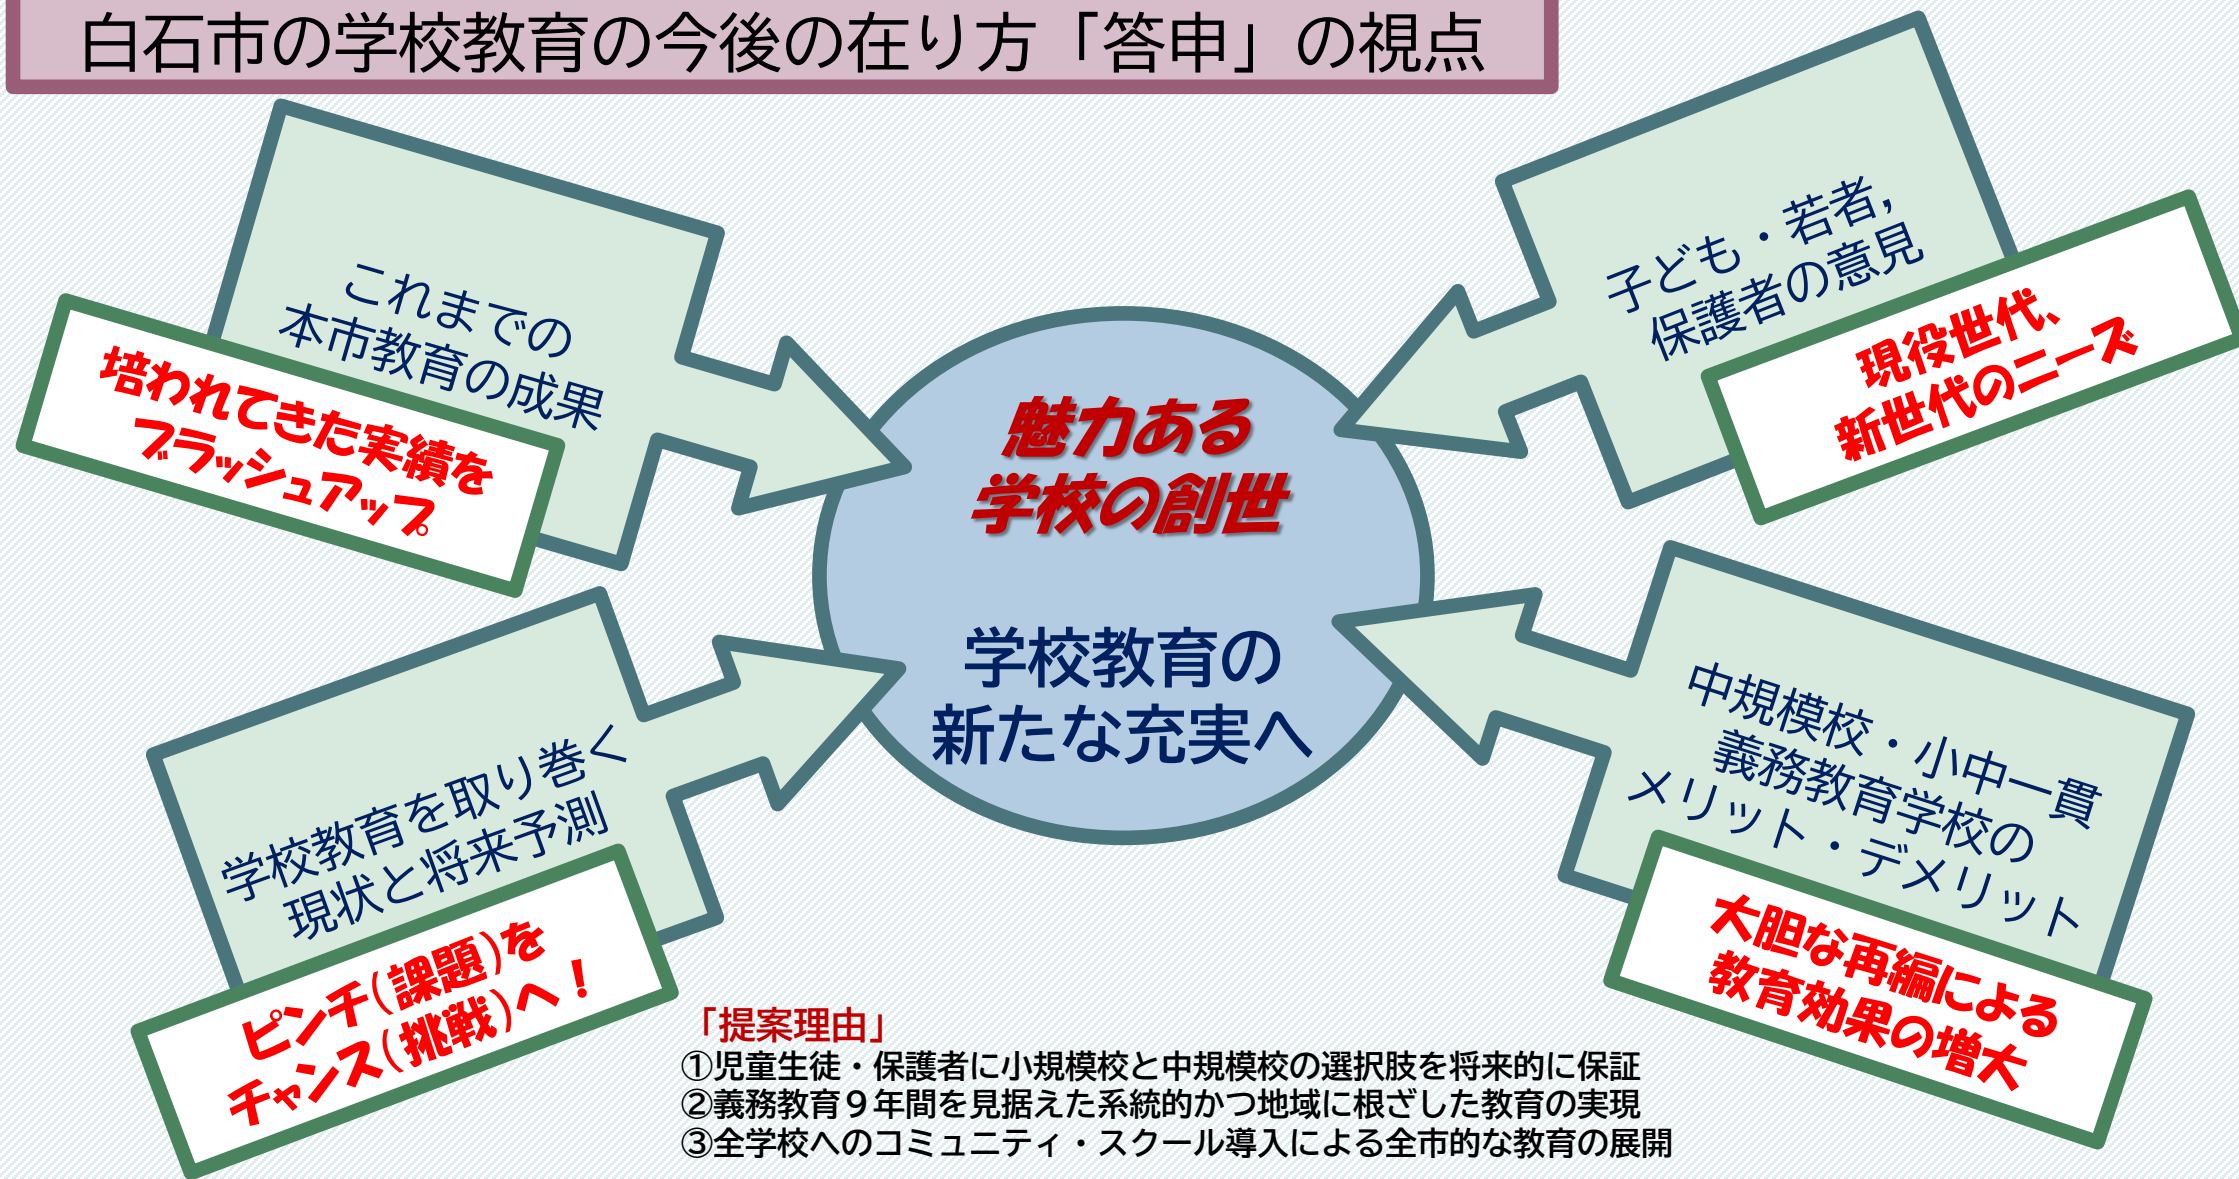 白石市の学校教育の今後の在り方「答申」の視点
これまでの
本市教育の成果
培われてきた実績を
ブラッシュアップ
子ども・若者,
保護者の意見
現役世代、
新世代のニーズ
魅力ある
学校の創世
学校教育の
新たな充実へ
学校教育を取り巻く
現状と将来予測
ピンチ(課題)を
チャンス(挑戦)へ！
中規模校・小中一貫
義務教育学校の
メリット・デメリット
大胆な再編による
教育効果の増大
「提案理由」
①児童生徒・保護者に小規模校と中規模校の選択肢を将来的に保証
②義務教育９年間を見据えた系統的かつ地域に根ざした教育の実現
③全学校へのコミュニティ・スクール導入による全市的な教育の展開